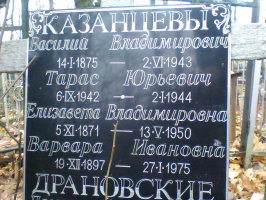 КАЗАНЦЕВЫ
Василий Владимирович
14·I·1875 — 2·VI·1943
Тарас Юрьевич
6·IX·1942 — 2·I·1944
Елизавета Владимировна
5·XI·1871 — 13·V·1950
Варвара Ивановна
19·XII·1897 — 27·I·1975
ДРАНОВСКИЕ